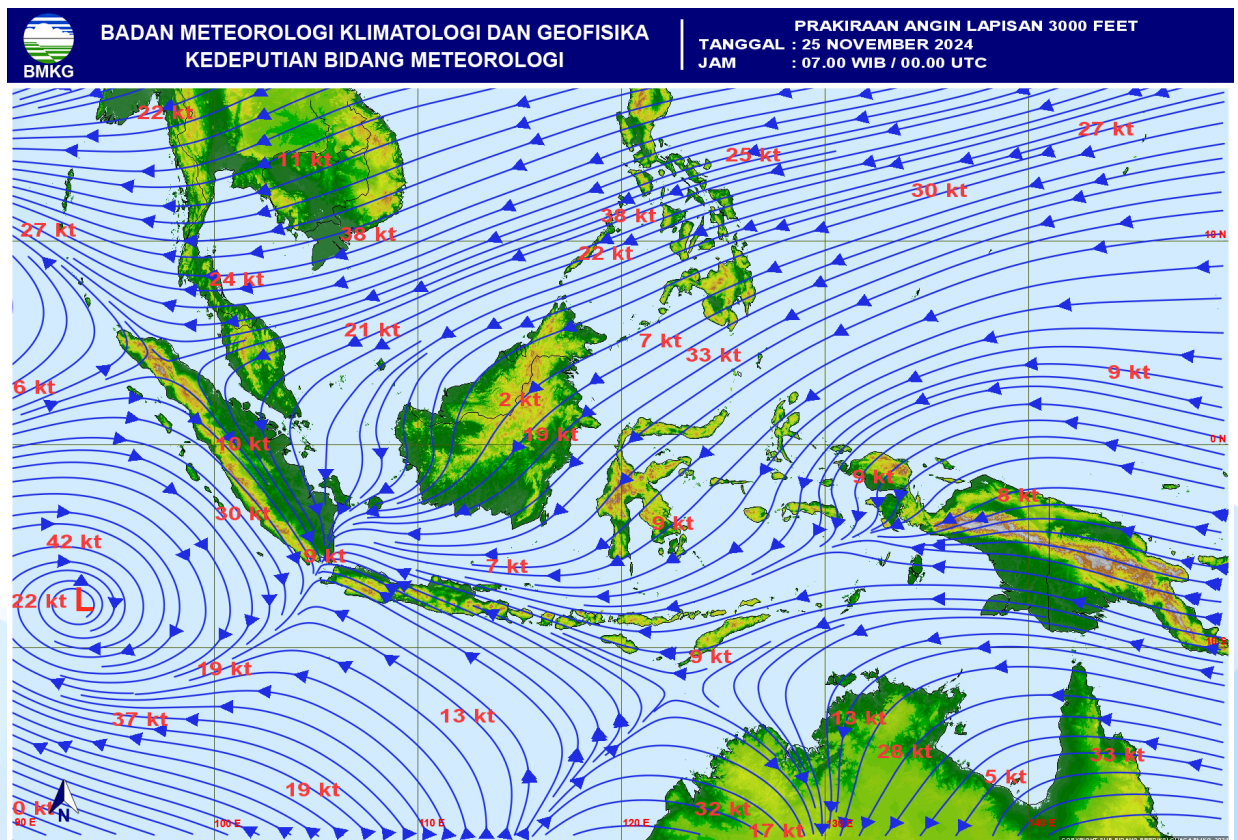 BMKG
BADAN METEOROLOGI KLIMATOLOGI DAN GEOFISIKA
KEDEPUTIAN BIDANG METEOROLOGI
PRAKIRAAN ANGIN LAPISAN 3000 FEET
TANGGAL : 25 NOVEMBER 2024
JAM : 07.00 WIB / 00.00 UTC
22 kt
27 kt
11 kt
25 kt
30 kt
38 kt
27 kt
38 kt
10 N
22 kt
24 kt
21 kt
7 kt
33 kt
9 kt
6 kt
2 kt
10 kt
19 kt
0 N
9 kt
8 kt
30 kt
9 kt
42 kt
9 kt
7 kt
22 kt
L
10 S
9 kt
19 kt
37 kt
13 kt
13 kt
28 kt
33 kt
5 kt
19 kt
0 kt
32 kt
17 kt
N
90 E
100 E
110 E
120 E
130 E
140 E